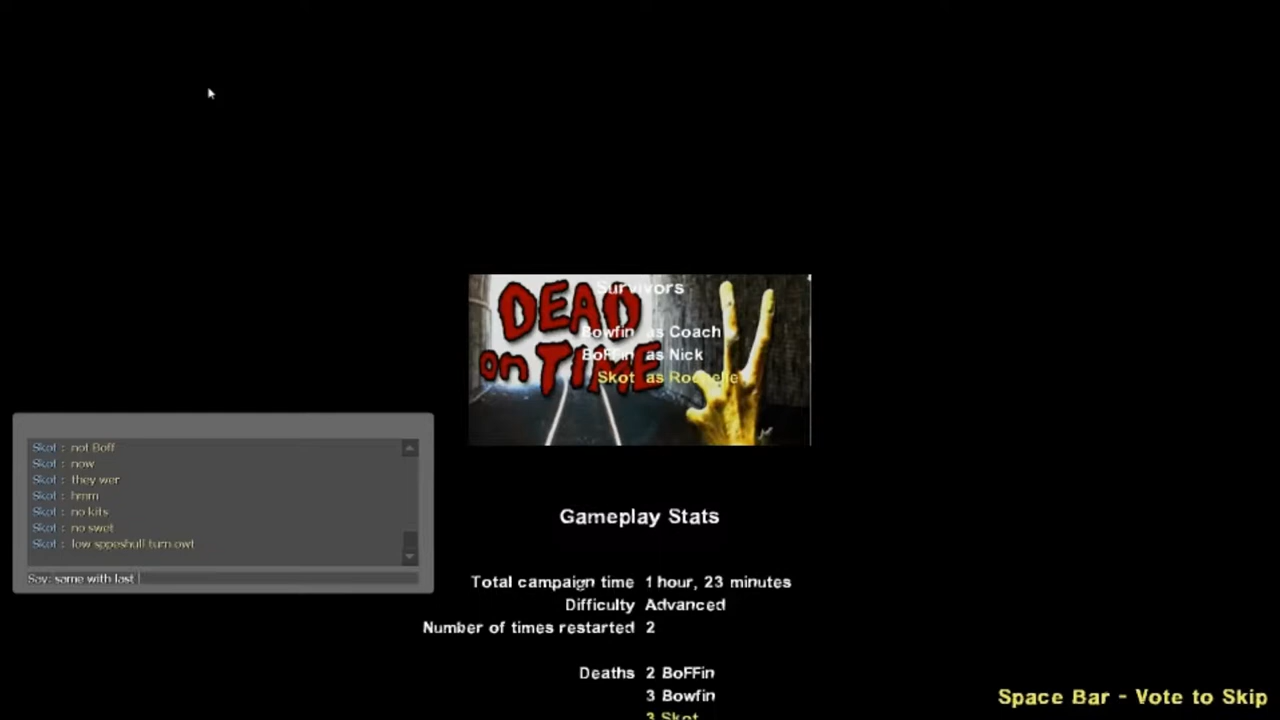 DEAD
on TIME
Survivors
Bowfin as Coach
BoFFin as Nick
Skot as Rochelle
Skot : not Boff
Skot : now
Skot : they wer
Skot : hmm
Skot : no kits
Skot : no swet
Skot : low sppeshull turn owt
Say: same with last
Gameplay Stats
Total campaign time 1 hour, 23 minutes
Difficulty Advanced
Number of times restarted 2
Deaths 2 BoFFin
3 Bowfin
3 Skot
Space Bar - Vote to Skip